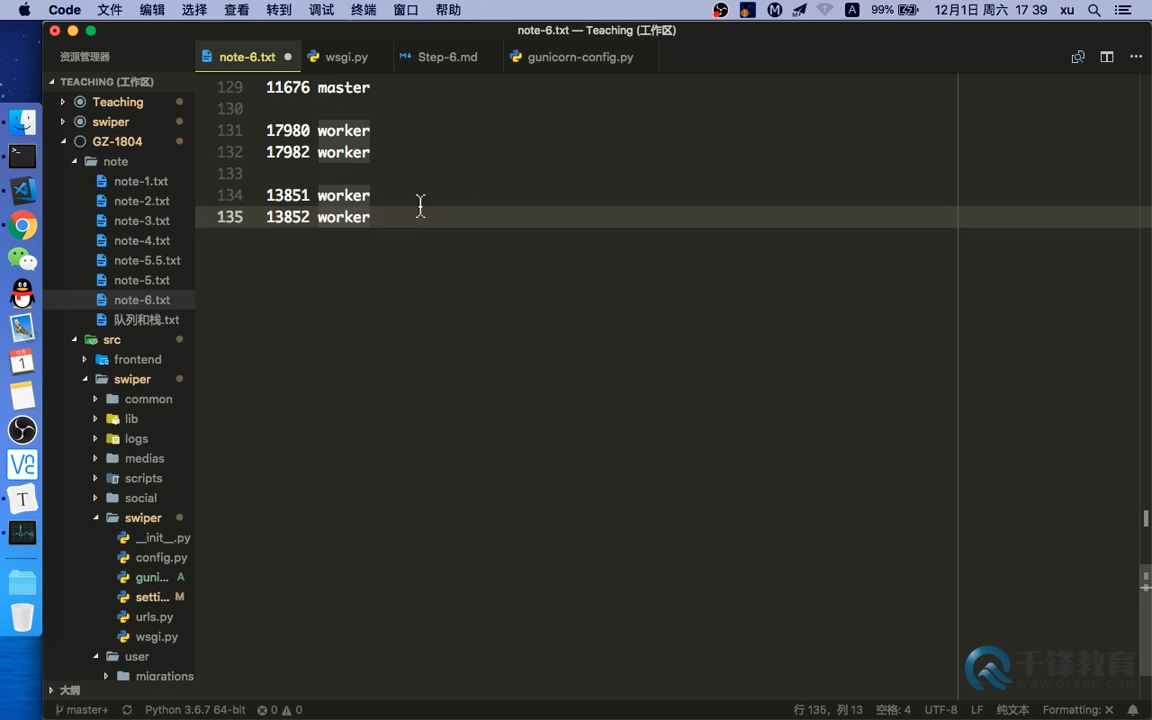 Code 文件 编辑 选择 查看 转到 调试 终端 窗口 帮助 A 99% 12月1日 周六 17 39 xu
note-6.txt — Teaching (工作区)
资源管理器 note-6.txt wsgi.py Step-6.md gunicorn-config.py
TEACHING (工作区)
Teaching
swiper
GZ-1804
note
note-1.txt
note-2.txt
note-3.txt
note-4.txt
note-5.5.txt
note-5.txt
note-6.txt
队列和栈.txt
src
frontend
swiper
common
lib
logs
medias
scripts
social
swiper
__init__.py
config.py
guni... A
setti... M
urls.py
wsgi.py
user
migrations
大纲
129 11676 master
130
131 17980 worker
132 17982 worker
133
134 13851 worker
135 13852 worker
千锋教育
WWW.QFEDU.COM
master+ Python 3.6.7 64-bit 0 0 行 135，列 13 空格: 4 UTF-8 LF 纯文本 Formatting: ×